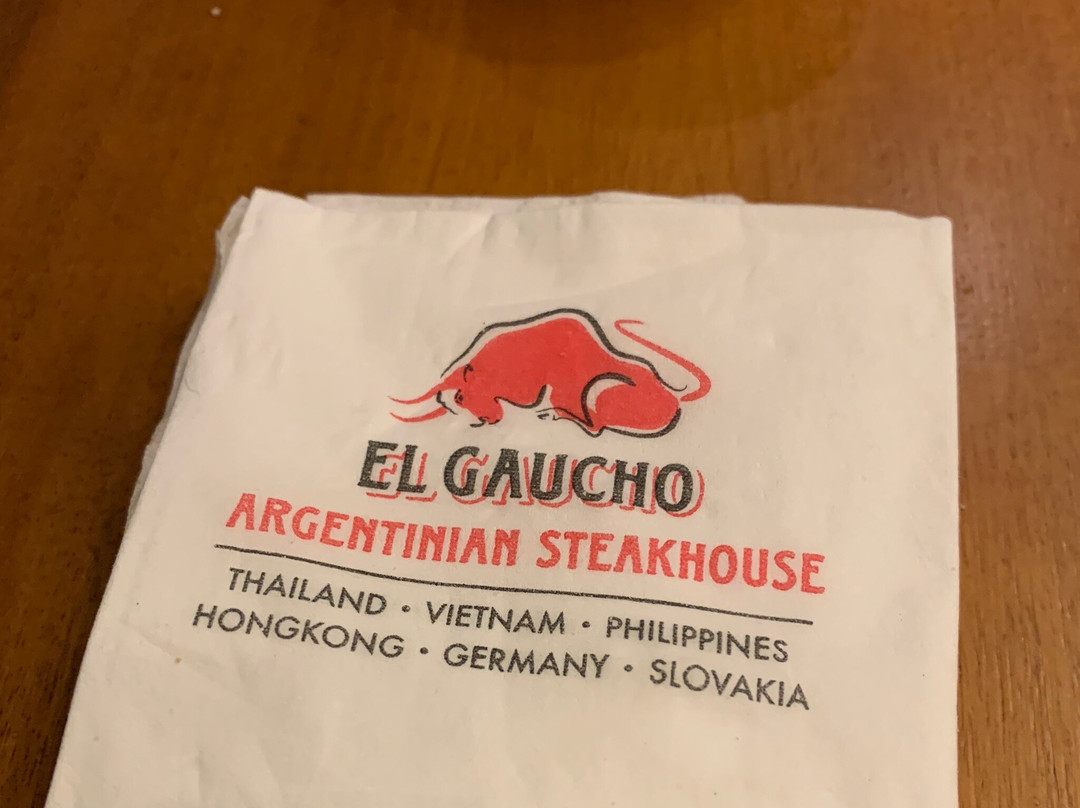 EL GAUCHO
ARGENTINIAN STEAKHOUSE
THAILAND • VIETNAM • PHILIPPINES
HONGKONG • GERMANY • SLOVAKIA